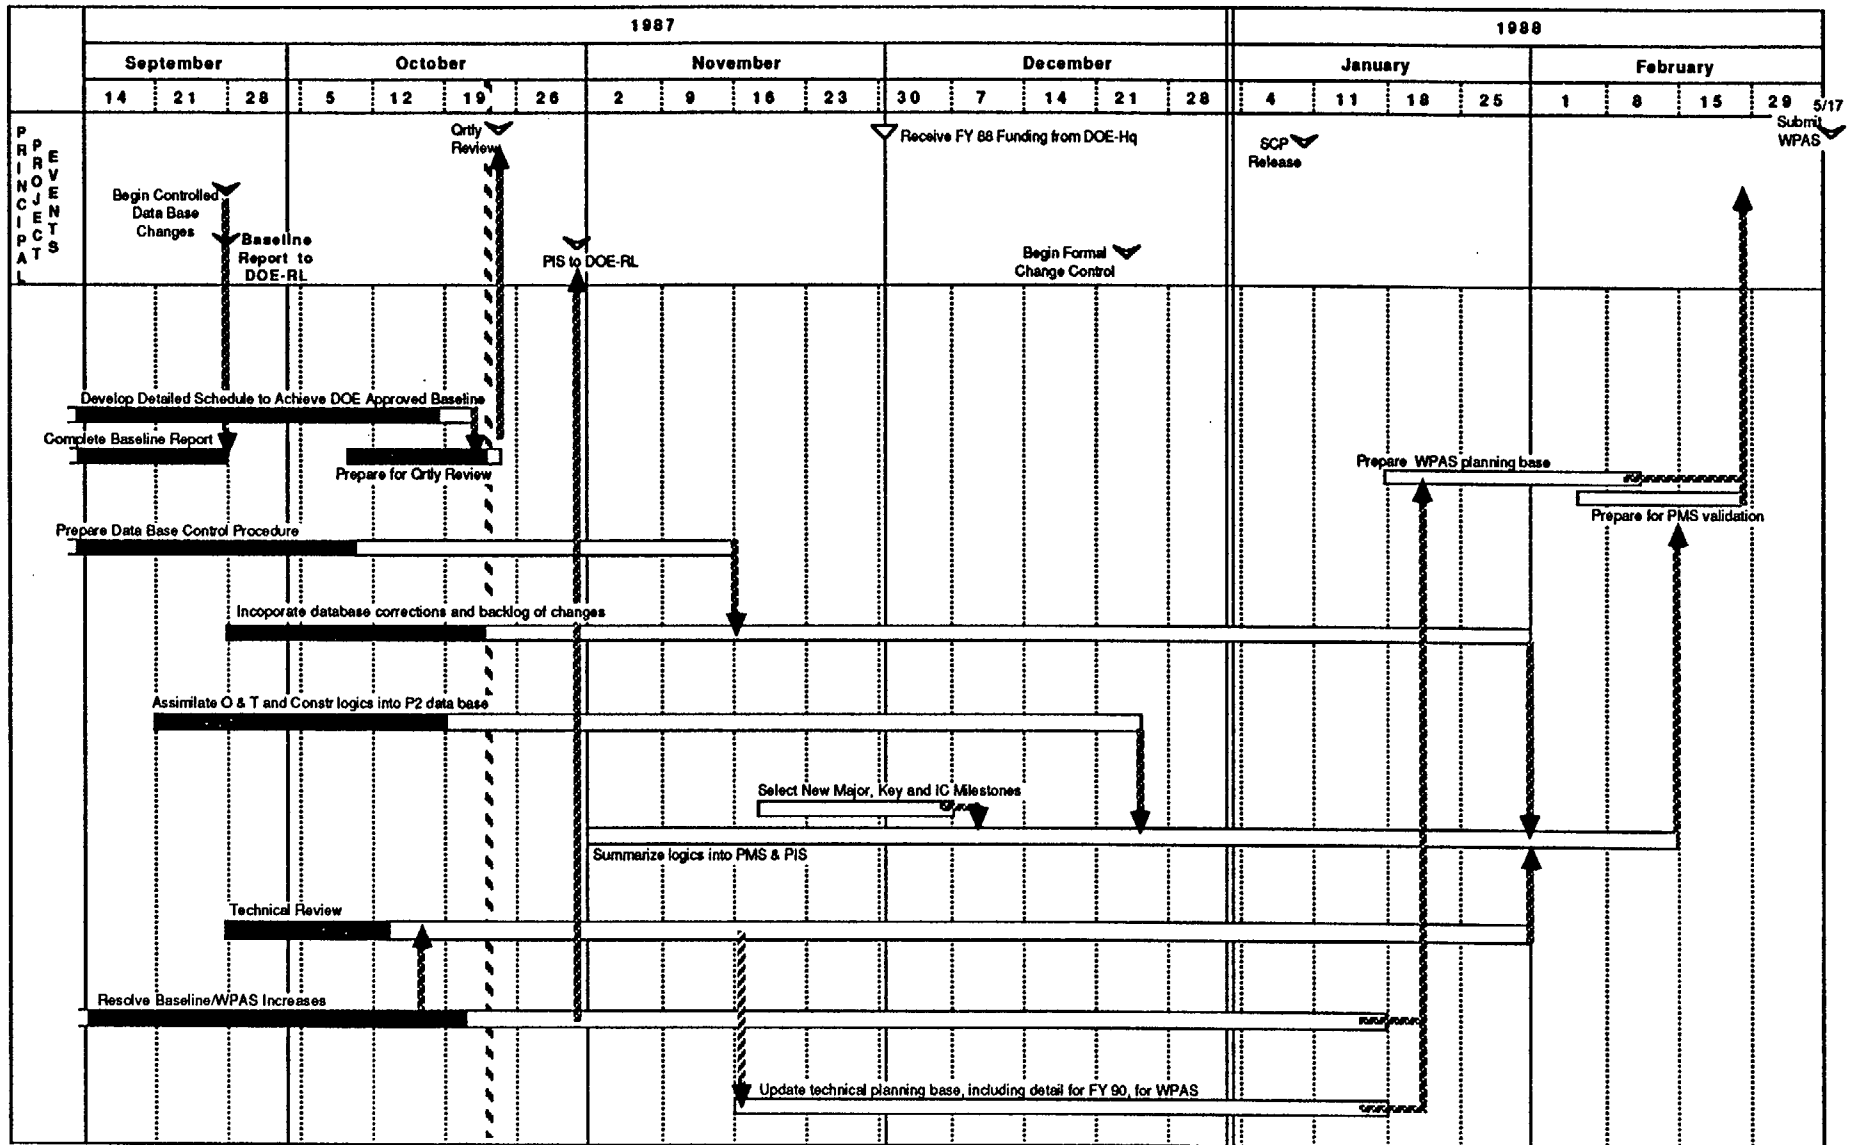 1987
1988
September
October
November
December
January
February
14 21 28 5 12 19 26 2 9 16 23 30 7 14 21 28 4 11 18 25 1 8 15 29 5/17
PRINCIPAL
PROJECT
EVENTS
Begin Controlled
Data Base
Changes
Baseline
Report to
DOE-RL
Qrtly
Review
PIS to DOE-RL
Receive FY 88 Funding from DOE-Hq
Begin Formal
Change Control
SCP
Release
Submit
WPAS
Develop Detailed Schedule to Achieve DOE Approved Baseline
Complete Baseline Report
Prepare for Qrtly Review
Prepare WPAS planning base
Prepare for PMS validation
Prepare Data Base Control Procedure
Incoporate database corrections and backlog of changes
Assimilate O & T and Constr logics into P2 data base
Select New Major, Key and IC Milestones
Summarize logics into PMS & PIS
Technical Review
Resolve Baseline/WPAS Increases
Update technical planning base, including detail for FY 90, for WPAS